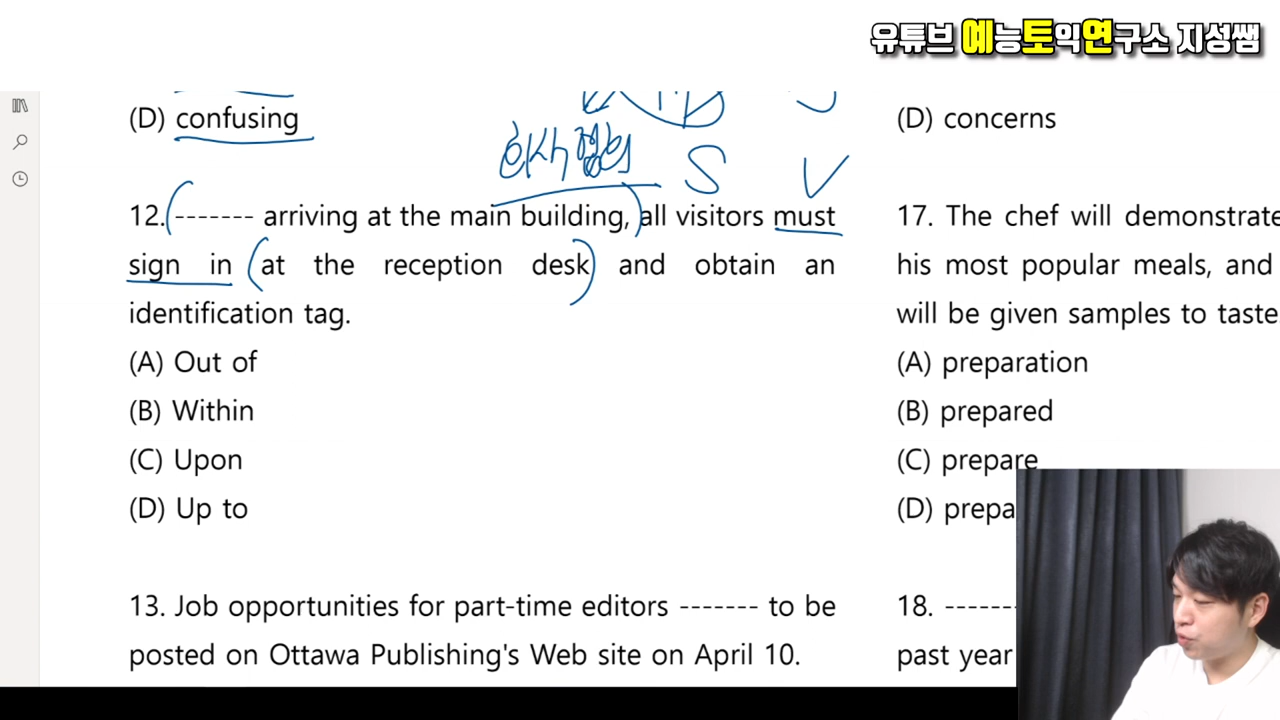 유튜브 예능토익연구소 지성쌤
(D) confusing
S V
12. ------- arriving at the main building, all visitors must
sign in at the reception desk and obtain an
identification tag.
(A) Out of
(B) Within
(C) Upon
(D) Up to
13. Job opportunities for part-time editors ------- to be
posted on Ottawa Publishing's Web site on April 10.
(D) concerns
17. The chef will demonstrate
his most popular meals, and
will be given samples to taste
(A) preparation
(B) prepared
(C) prepare
(D) prepa
18. -------
past year